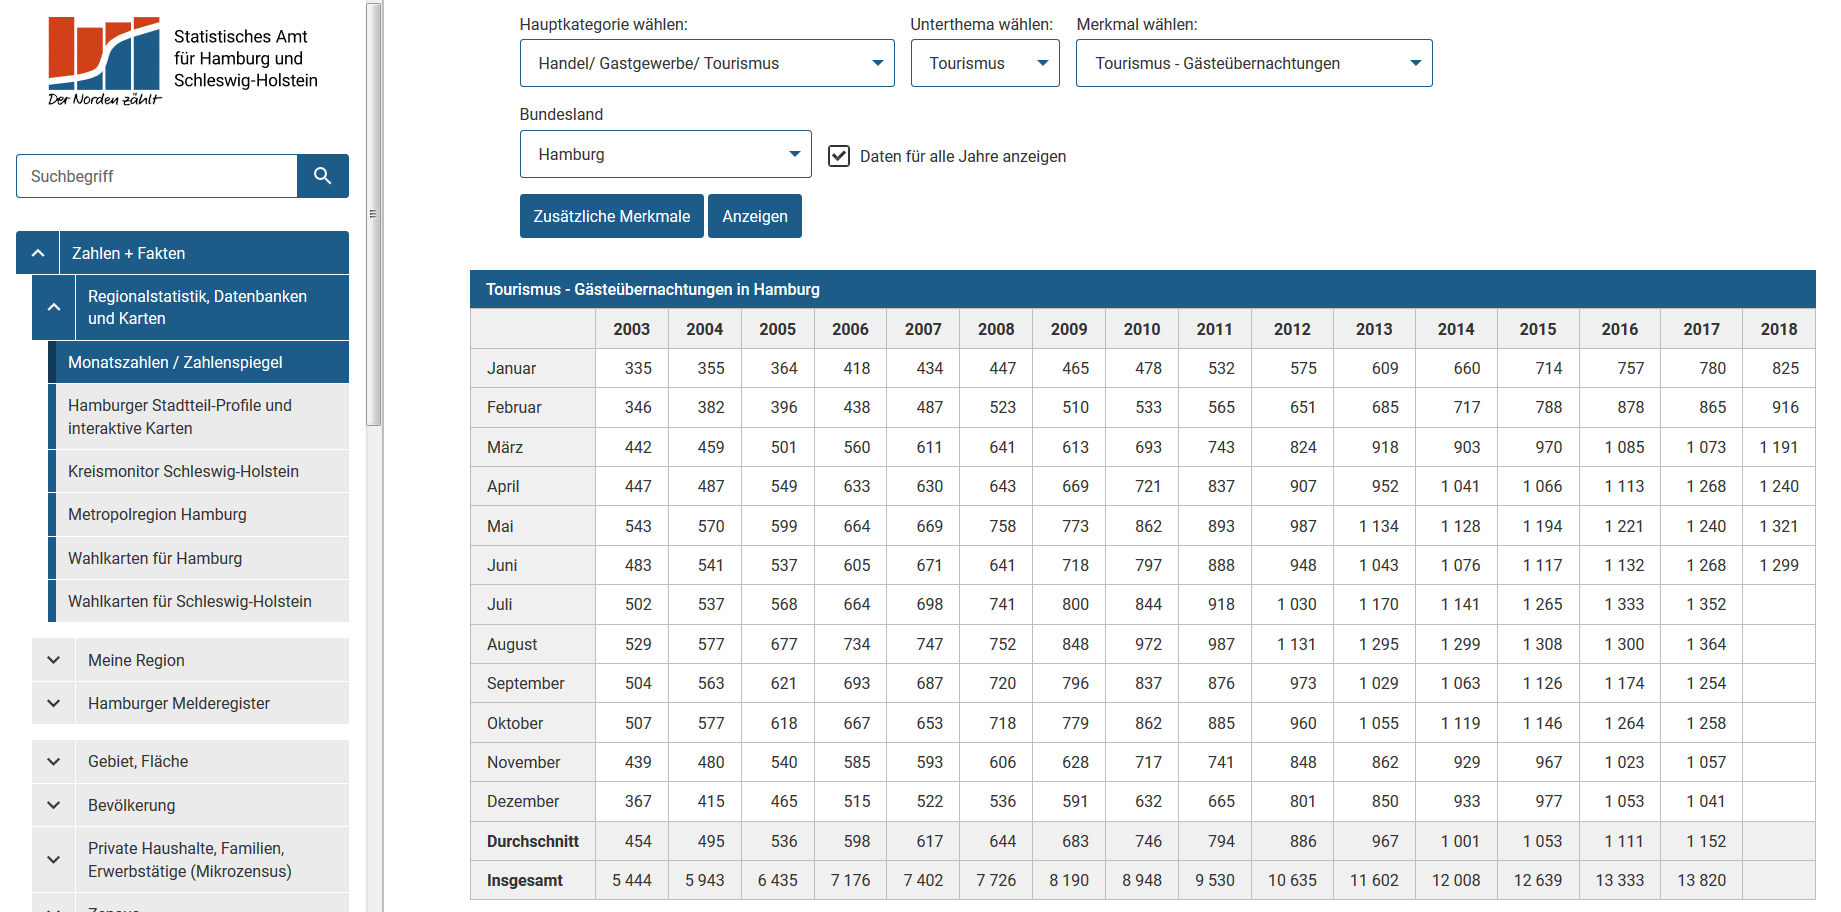 Statistisches Amt
für Hamburg und
Schleswig-Holstein
Der Norden zählt
Suchbegriff
Zahlen + Fakten
Regionalstatistik, Datenbanken
und Karten
Monatszahlen / Zahlenspiegel
Hamburger Stadtteil-Profile und
interaktive Karten
Kreismonitor Schleswig-Holstein
Metropolregion Hamburg
Wahlkarten für Hamburg
Wahlkarten für Schleswig-Holstein
Meine Region
Hamburger Melderegister
Gebiet, Fläche
Bevölkerung
Private Haushalte, Familien,
Erwerbstätige (Mikrozensus)
Hauptkategorie wählen: Unterthema wählen: Merkmal wählen:
Handel/ Gastgewerbe/ Tourismus Tourismus Tourismus - Gästeübernachtungen
Bundesland
Hamburg Daten für alle Jahre anzeigen
Zusätzliche Merkmale Anzeigen
Tourismus - Gästeübernachtungen in Hamburg
2003 2004 2005 2006 2007 2008 2009 2010 2011 2012 2013 2014 2015 2016 2017 2018
Januar 335 355 364 418 434 447 465 478 532 575 609 660 714 757 780 825
Februar 346 382 396 438 487 523 510 533 565 651 685 717 788 878 865 916
März 442 459 501 560 611 641 613 693 743 824 918 903 970 1 085 1 073 1 191
April 447 487 549 633 630 643 669 721 837 907 952 1 041 1 066 1 113 1 268 1 240
Mai 543 570 599 664 669 758 773 862 893 987 1 134 1 128 1 194 1 221 1 240 1 321
Juni 483 541 537 605 671 641 718 797 888 948 1 043 1 076 1 117 1 132 1 268 1 299
Juli 502 537 568 664 698 741 800 844 918 1 030 1 170 1 141 1 265 1 333 1 352
August 529 577 677 734 747 752 848 972 987 1 131 1 295 1 299 1 308 1 300 1 364
September 504 563 621 693 687 720 796 837 876 973 1 029 1 063 1 126 1 174 1 254
Oktober 507 577 618 667 653 718 779 862 885 960 1 055 1 119 1 146 1 264 1 258
November 439 480 540 585 593 606 628 717 741 848 862 929 967 1 023 1 057
Dezember 367 415 465 515 522 536 591 632 665 801 850 933 977 1 053 1 041
Durchschnitt 454 495 536 598 617 644 683 746 794 886 967 1 001 1 053 1 111 1 152
Insgesamt 5 444 5 943 6 435 7 176 7 402 7 726 8 190 8 948 9 530 10 635 11 602 12 008 12 639 13 333 13 820